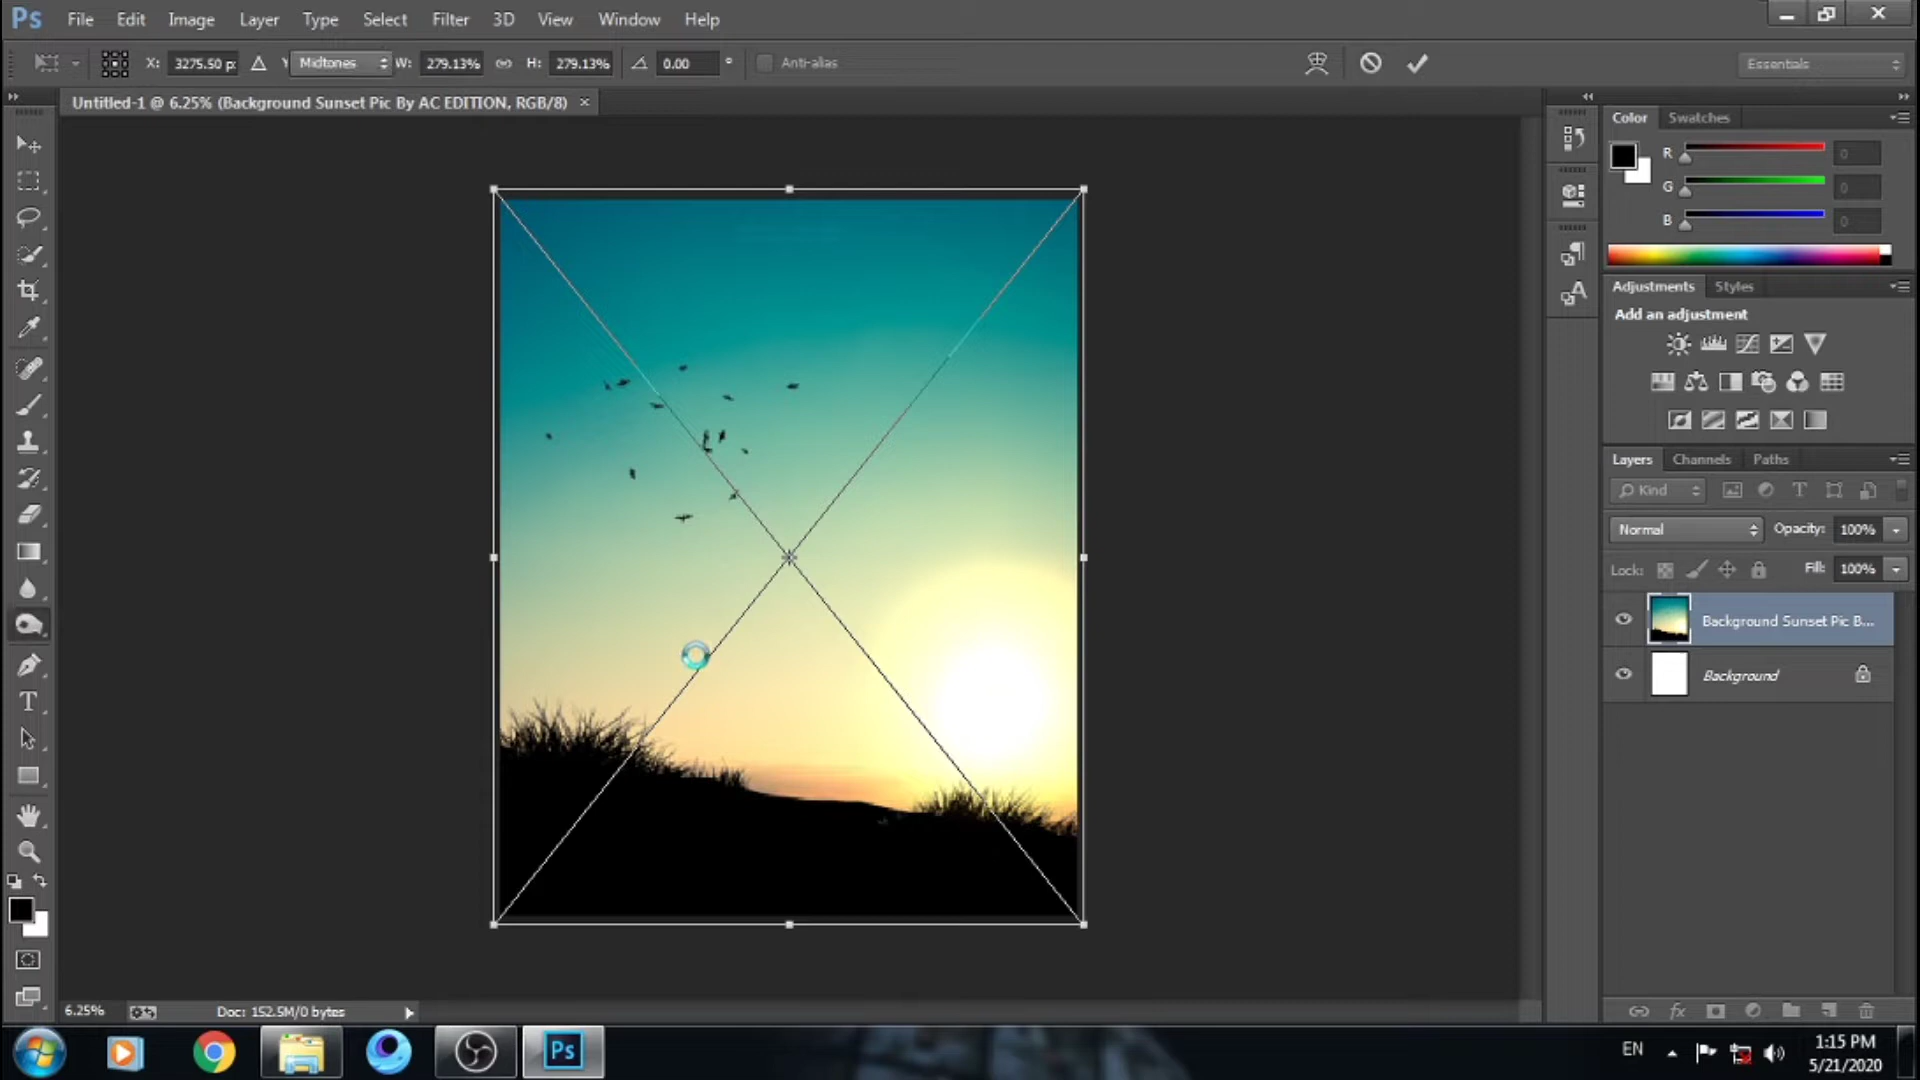 Ps File Edit Image Layer Type Select Filter 3D View Window Help
X: 3275.50 p: Y Midtones W: 279.13% H: 279.13% 0.00 ° Anti-alias Essentials
Untitled-1 @ 6.25% (Background Sunset Pic By AC EDITION, RGB/8) ×
Color Swatches
R 0
G 0
B 0
Adjustments Styles
Add an adjustment
Layers Channels Paths
Kind
Normal Opacity: 100%
Lock: Fill: 100%
Background Sunset Pic B...
Background
6.25% Doc: 152.5M/0 bytes
Ps
EN
1:15 PM
5/21/2020